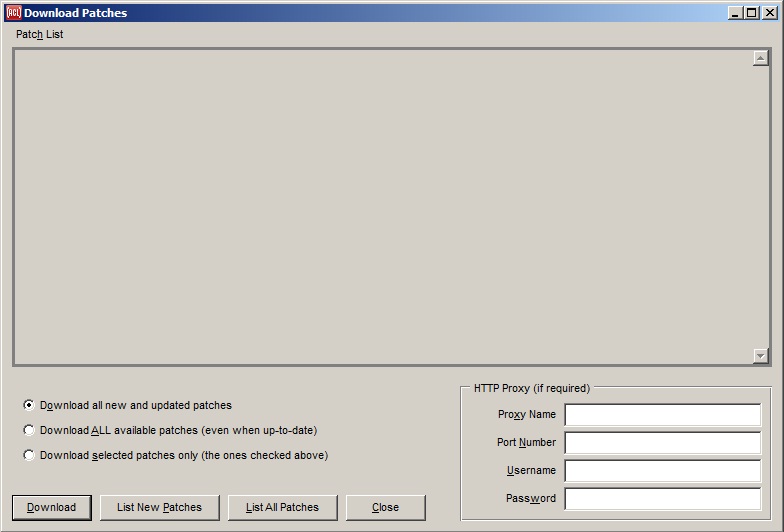 ACL Download Patches
Patch List
Download all new and updated patches
Download ALL available patches (even when up-to-date)
Download selected patches only (the ones checked above)
HTTP Proxy (if required)
Proxy Name
Port Number
Username
Password
Download
List New Patches
List All Patches
Close